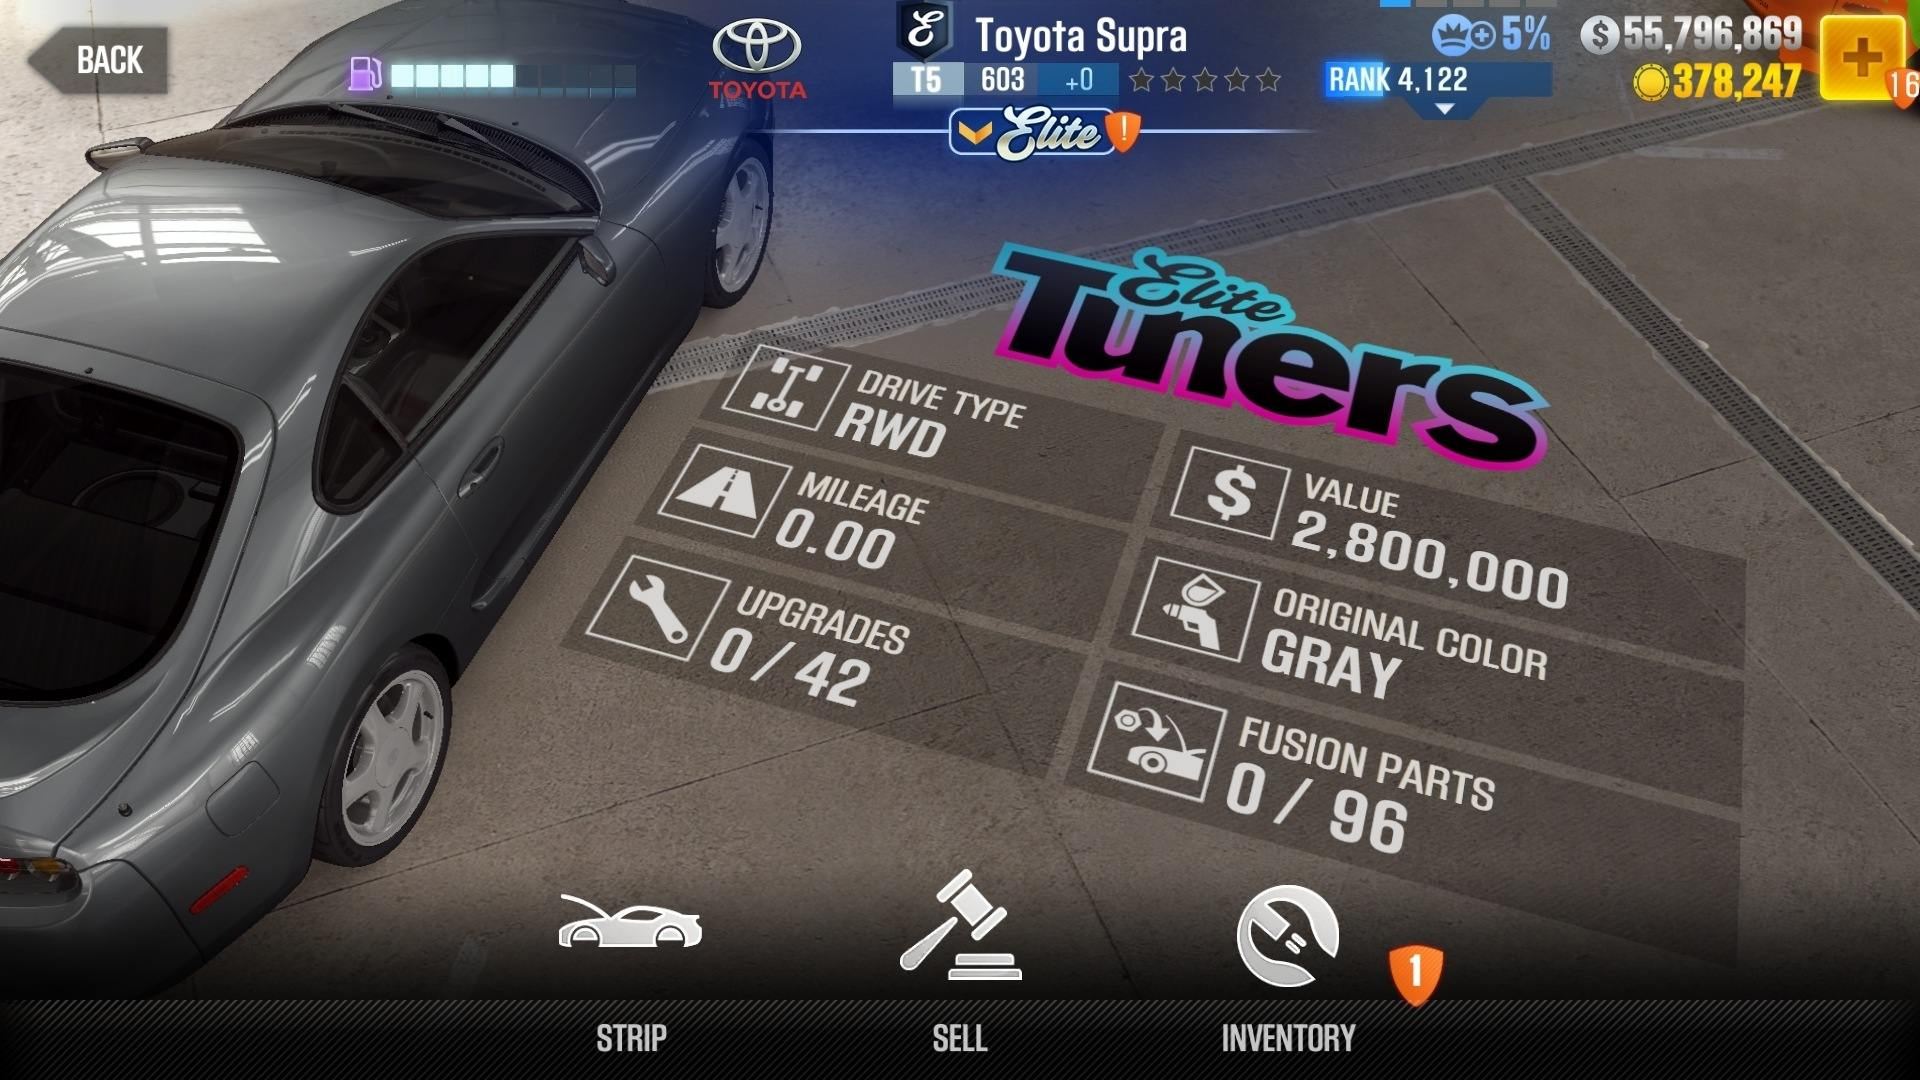 BACK
TOYOTA
Ɛ
Toyota Supra
T5 603 +0
Elite !
5%
RANK 4,122
$ 55,796,869
378,247
+
16
Elite
Tuners
DRIVE TYPE
RWD
MILEAGE
0.00
UPGRADES
0 / 42
$ VALUE
2,800,000
ORIGINAL COLOR
GRAY
FUSION PARTS
0 / 96
STRIP
SELL
INVENTORY
1